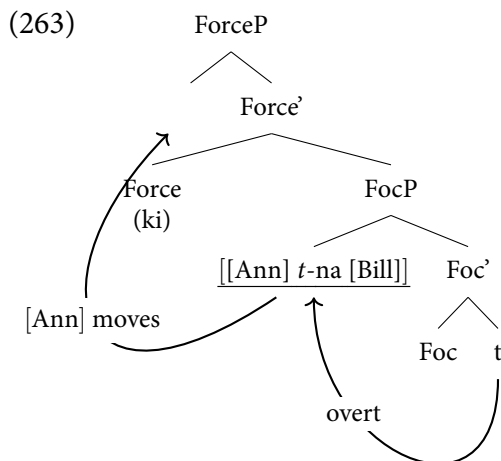 (263) ForceP
Force’
Force FocP
(ki)
[[Ann] t-na [Bill]] Foc’
[Ann] moves
Foc t
overt